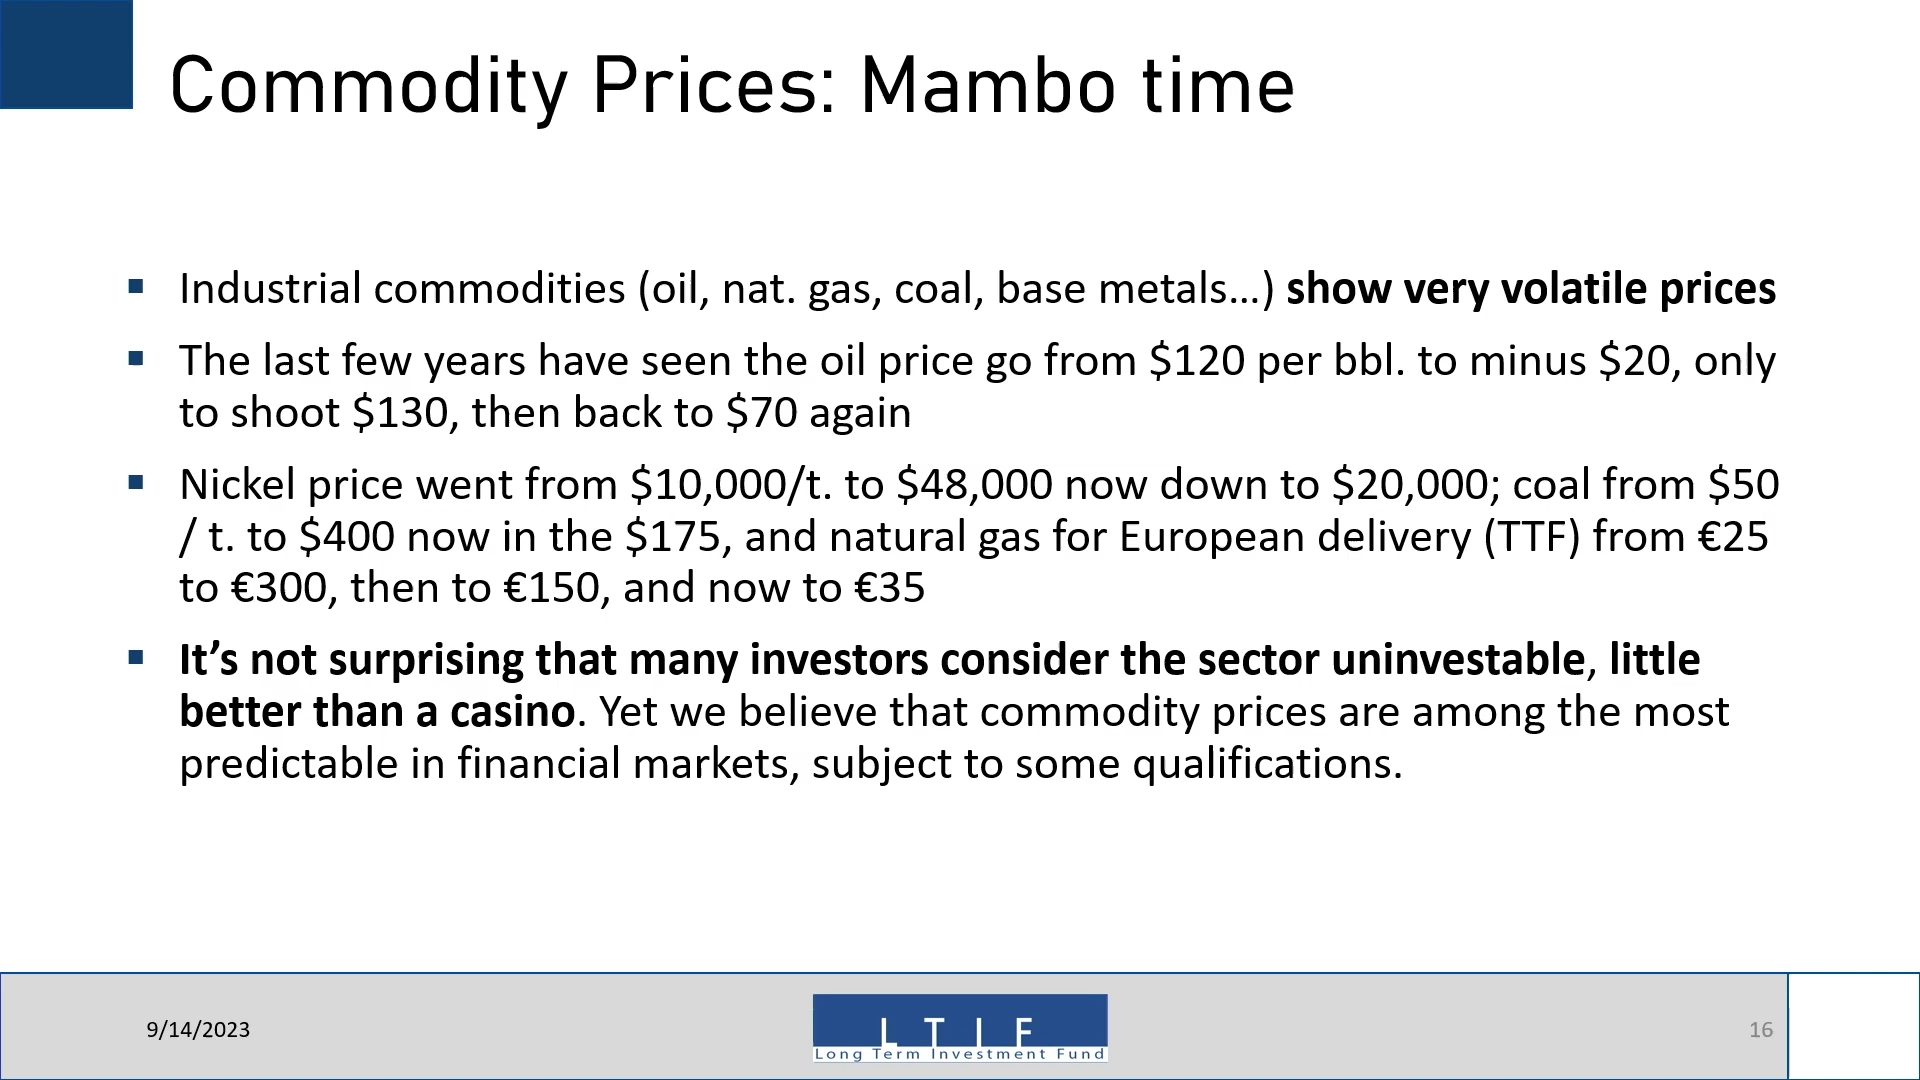 Commodity Prices: Mambo time
▪ Industrial commodities (oil, nat. gas, coal, base metals…) show very volatile prices
▪ The last few years have seen the oil price go from $120 per bbl. to minus $20, only
to shoot $130, then back to $70 again
▪ Nickel price went from $10,000/t. to $48,000 now down to $20,000; coal from $50
/ t. to $400 now in the $175, and natural gas for European delivery (TTF) from €25
to €300, then to €150, and now to €35
▪ It’s not surprising that many investors consider the sector uninvestable, little
better than a casino. Yet we believe that commodity prices are among the most
predictable in financial markets, subject to some qualifications.
9/14/2023
LTIF
Long Term Investment Fund
16